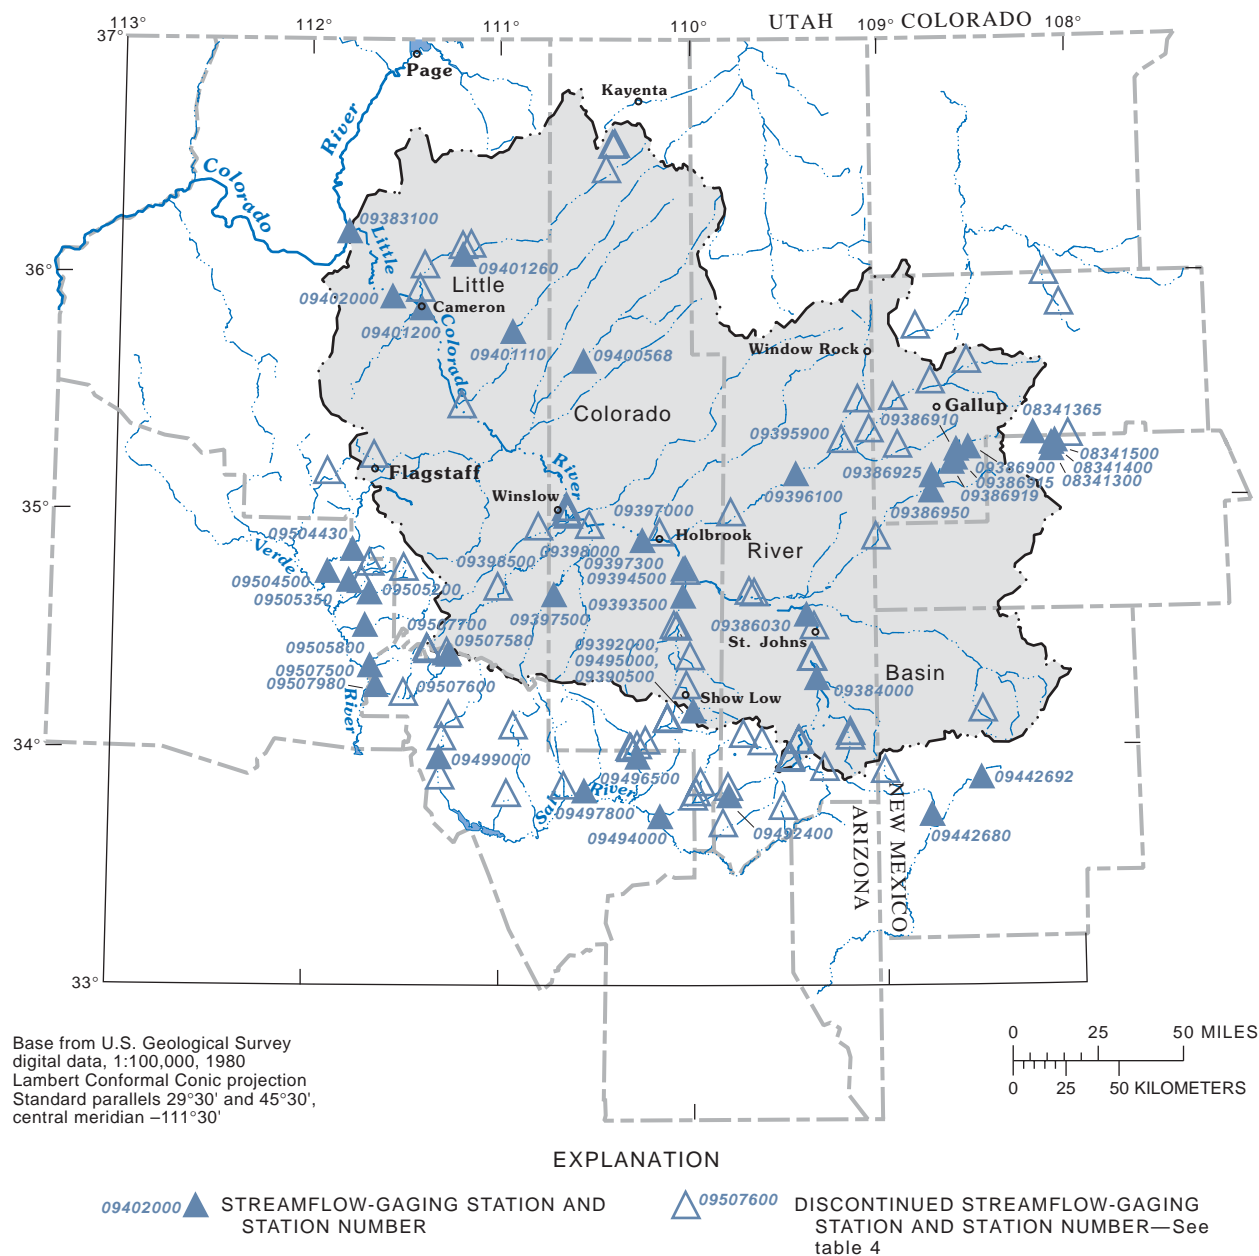 113°
112°
111°
110°
UTAH
109°
COLORADO
108°
37°
Page
Kayenta
River
Colorado
09383100
Little
09401260
36°
Little
09402000
Cameron
09401200
Colorado
09401110
09400568
Window Rock
Colorado
Gallup
08341365
09386910
09395900
08341500
09386925
09386900
08341400
09386915
08341300
09396100
09386919
09386950
Flagstaff
River
Winslow
35°
09397000
09504430
Holbrook
River
Verde
09398500
09398000
09397300
09394500
09504500
09505200
09505350
09393500
09397500
09507700
09386030
St. Johns
09507580
09392000,
09495000,
09390500
09505800
09507500
09507980
09507600
Basin
09384000
Show Low
River
34°
09499000
09496500
09442692
Salt
River
09497800
09494000
09492400
09442680
ARIZONA
NEW MEXICO
33°
Base from U.S. Geological Survey
digital data, 1:100,000, 1980
Lambert Conformal Conic projection
Standard parallels 29°30' and 45°30',
central meridian –111°30'
0 25 50 MILES
0 25 50 KILOMETERS
EXPLANATION
09402000 STREAMFLOW-GAGING STATION AND
STATION NUMBER
09507600 DISCONTINUED STREAMFLOW-GAGING
STATION AND STATION NUMBER—See
table 4